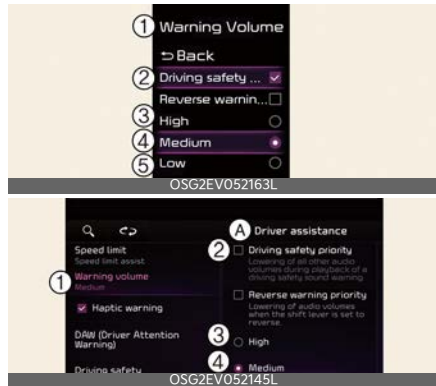 ① Warning Volume
⮌ Back
② Driving safety ...
Reverse warnin...
③ High
④ Medium
⑤ Low
OSG2EV052163L
Ⓐ Driver assistance
Speed limit
Speed limit assist
① Warning volume
Medium
Haptic warning
DAW (Driver Attention
Warning)
Driving safety
② Driving safety priority
Lowering of all other audio
volumes during playback of a
driving safety sound warning.
Reverse warning priority
Lowering of audio volumes
when the shift lever is set to
reverse.
③ High
④ Medium
OSG2EV052145L